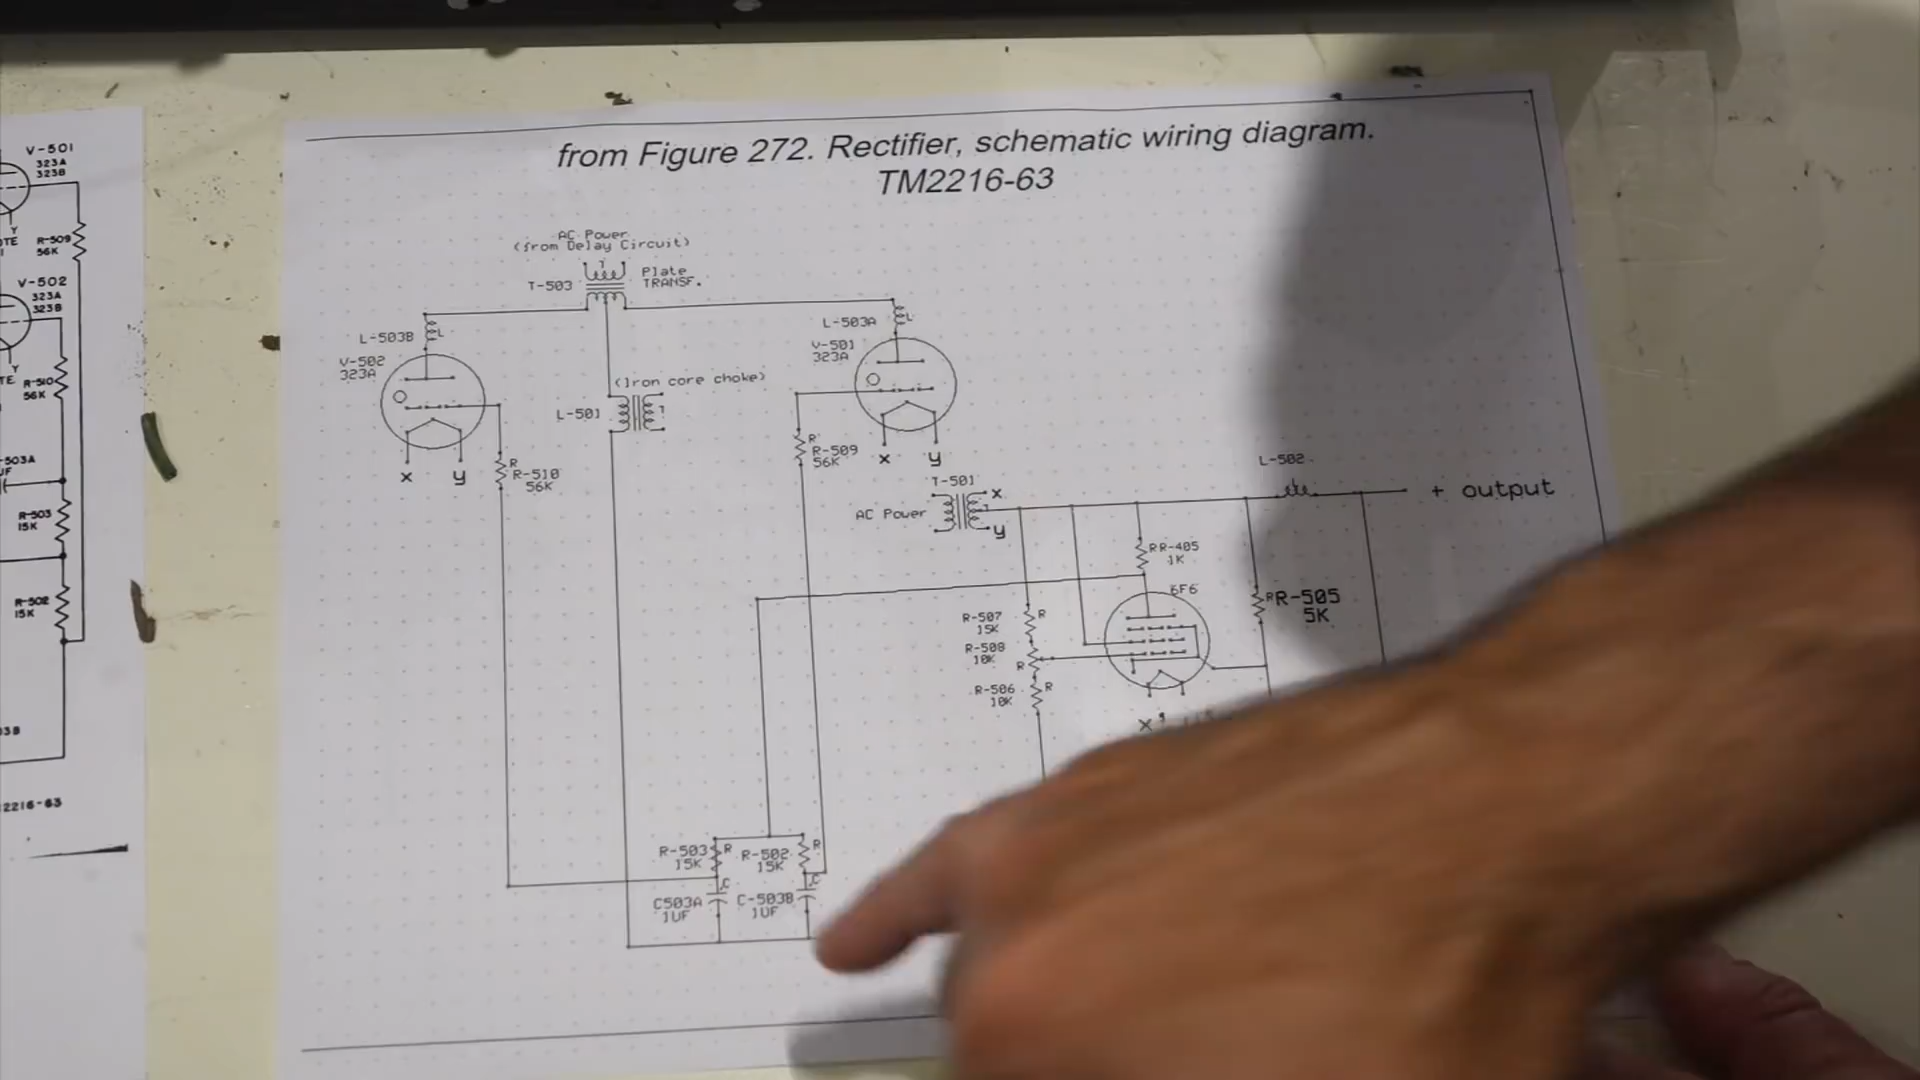 from Figure 272. Rectifier, schematic wiring diagram.
TM2216-63
AC Power
(from Delay Circuit)
T-503
Plate
TRANSF.
L-503B
L
V-502
323A
x
y
R
R-510
56K
(Iron core choke)
L-501
L-503A
L
V-501
323A
R
R-509
56K
x
y
T-501
AC Power
x
y
L-502
+ output
RR-405
1K
6F6
R-507
15K
R
R-508
10K
R
R-506
10K
R
RR-505
5K
x'
R-503
15K
R
R-502
15K
R
C503A
1UF
C
C-503B
1UF
C
V-501
323A
323B
Y
R-509
56K
V-502
323A
323B
Y
R-510
56K
-503A
R-503
15K
R-502
15K
2216-63